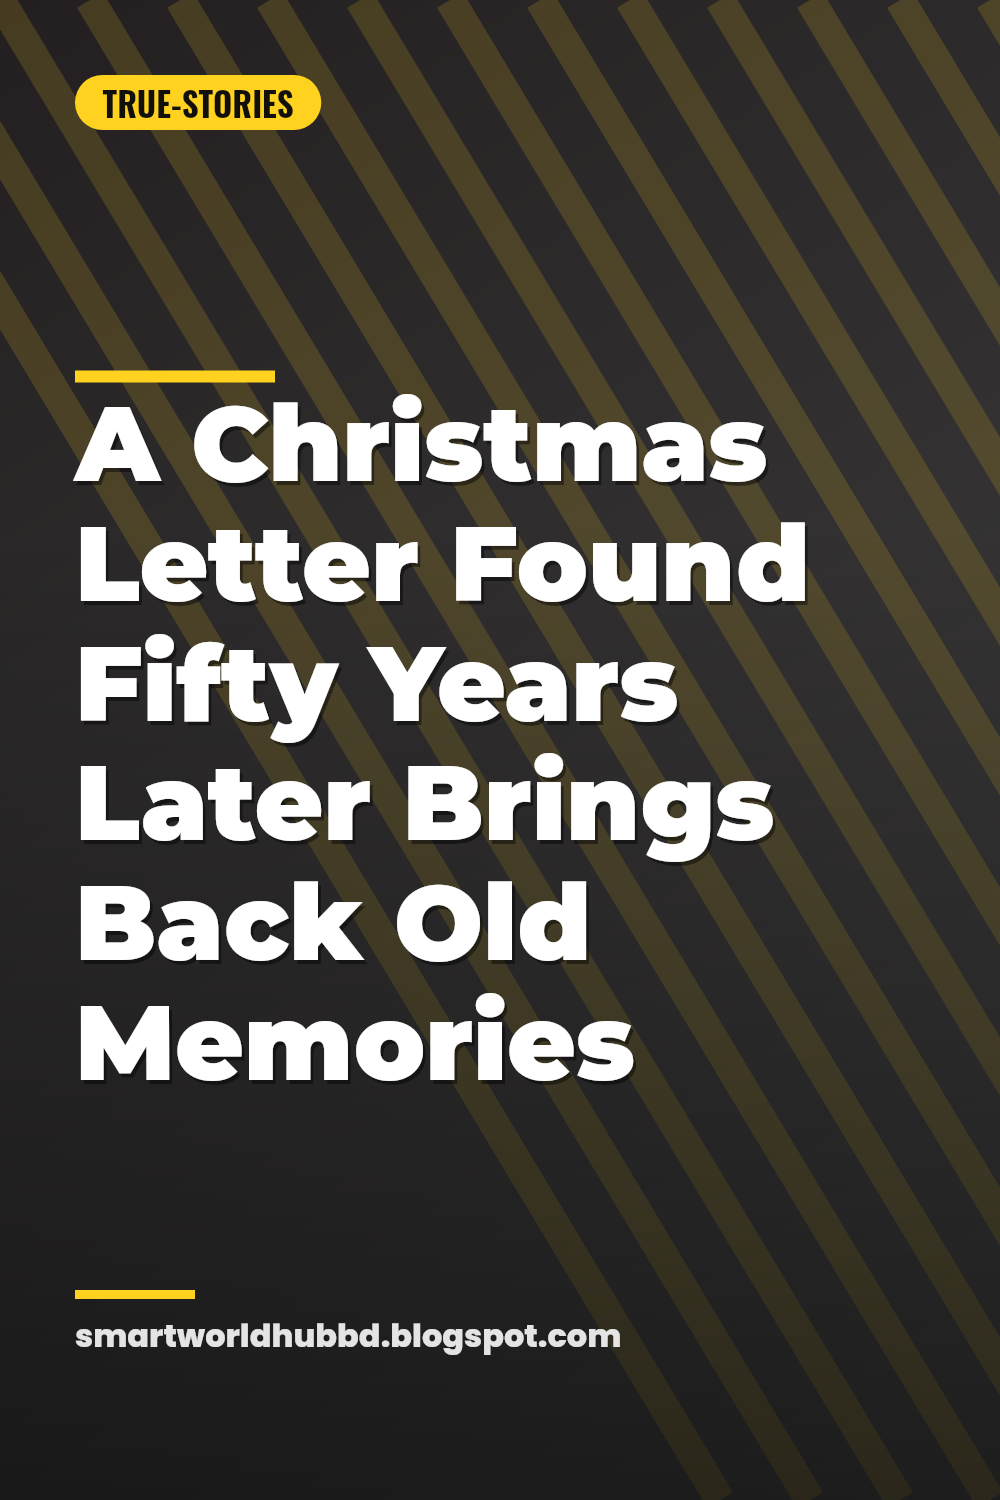 TRUE-STORIES
A Christmas
Letter Found
Fifty Years
Later Brings
Back Old
Memories
smartworldhubbd.blogspot.com